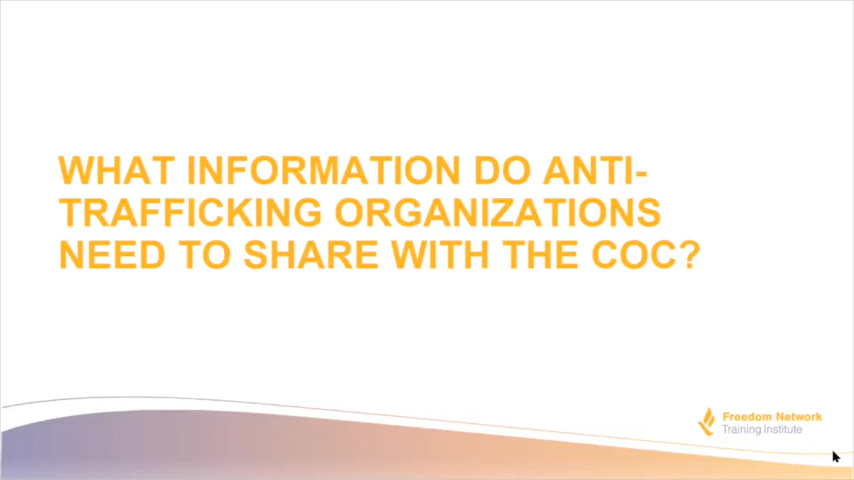 WHAT INFORMATION DO ANTI-
TRAFFICKING ORGANIZATIONS
NEED TO SHARE WITH THE COC?
Freedom Network
Training Institute